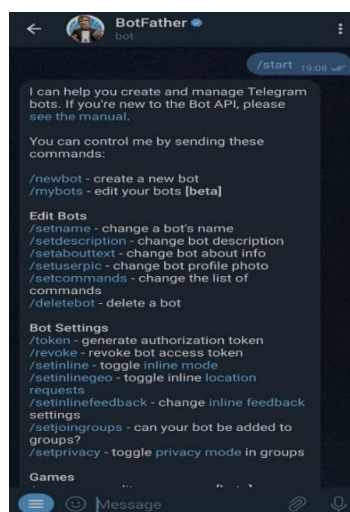 BotFather
bot
/start 19:08
I can help you create and manage Telegram
bots. If you're new to the Bot API, please
see the manual.
You can control me by sending these
commands:
/newbot - create a new bot
/mybots - edit your bots [beta]
Edit Bots
/setname - change a bot's name
/setdescription - change bot description
/setabouttext - change bot about info
/setuserpic - change bot profile photo
/setcommands - change the list of
commands
/deletebot - delete a bot
Bot Settings
/token - generate authorization token
/revoke - revoke bot access token
/setinline - toggle inline mode
/setinlinegeo - toggle inline location
requests
/setinlinefeedback - change inline feedback
settings
/setjoingroups - can your bot be added to
groups?
/setprivacy - toggle privacy mode in groups
Games
Message